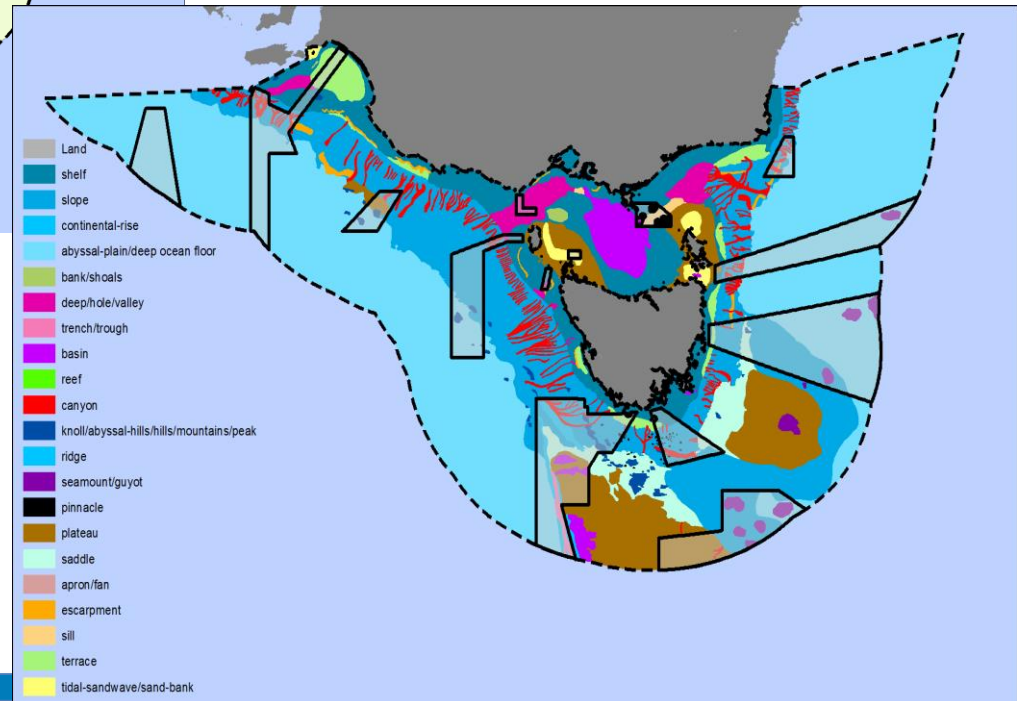 Land
shelf
slope
continental-rise
abyssal-plain/deep ocean floor
bank/shoals
deep/hole/valley
trench/trough
basin
reef
canyon
knoll/abyssal-hills/hills/mountains/peak
ridge
seamount/guyot
pinnacle
plateau
saddle
apron/fan
escarpment
sill
terrace
tidal-sandwave/sand-bank